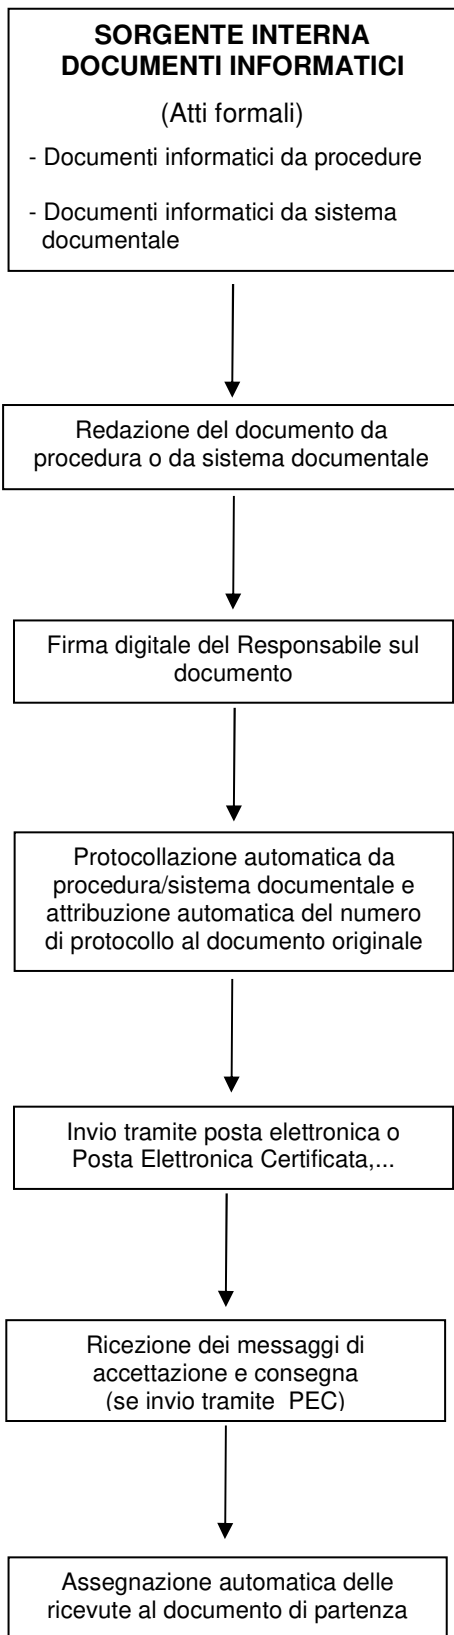 SORGENTE INTERNA
DOCUMENTI INFORMATICI
(Atti formali)
- Documenti informatici da procedure
- Documenti informatici da sistema
documentale
Redazione del documento da
procedura o da sistema documentale
Firma digitale del Responsabile sul
documento
Protocollazione automatica da
procedura/sistema documentale e
attribuzione automatica del numero
di protocollo al documento originale
Invio tramite posta elettronica o
Posta Elettronica Certificata,...
Ricezione dei messaggi di
accettazione e consegna
(se invio tramite PEC)
Assegnazione automatica delle
ricevute al documento di partenza